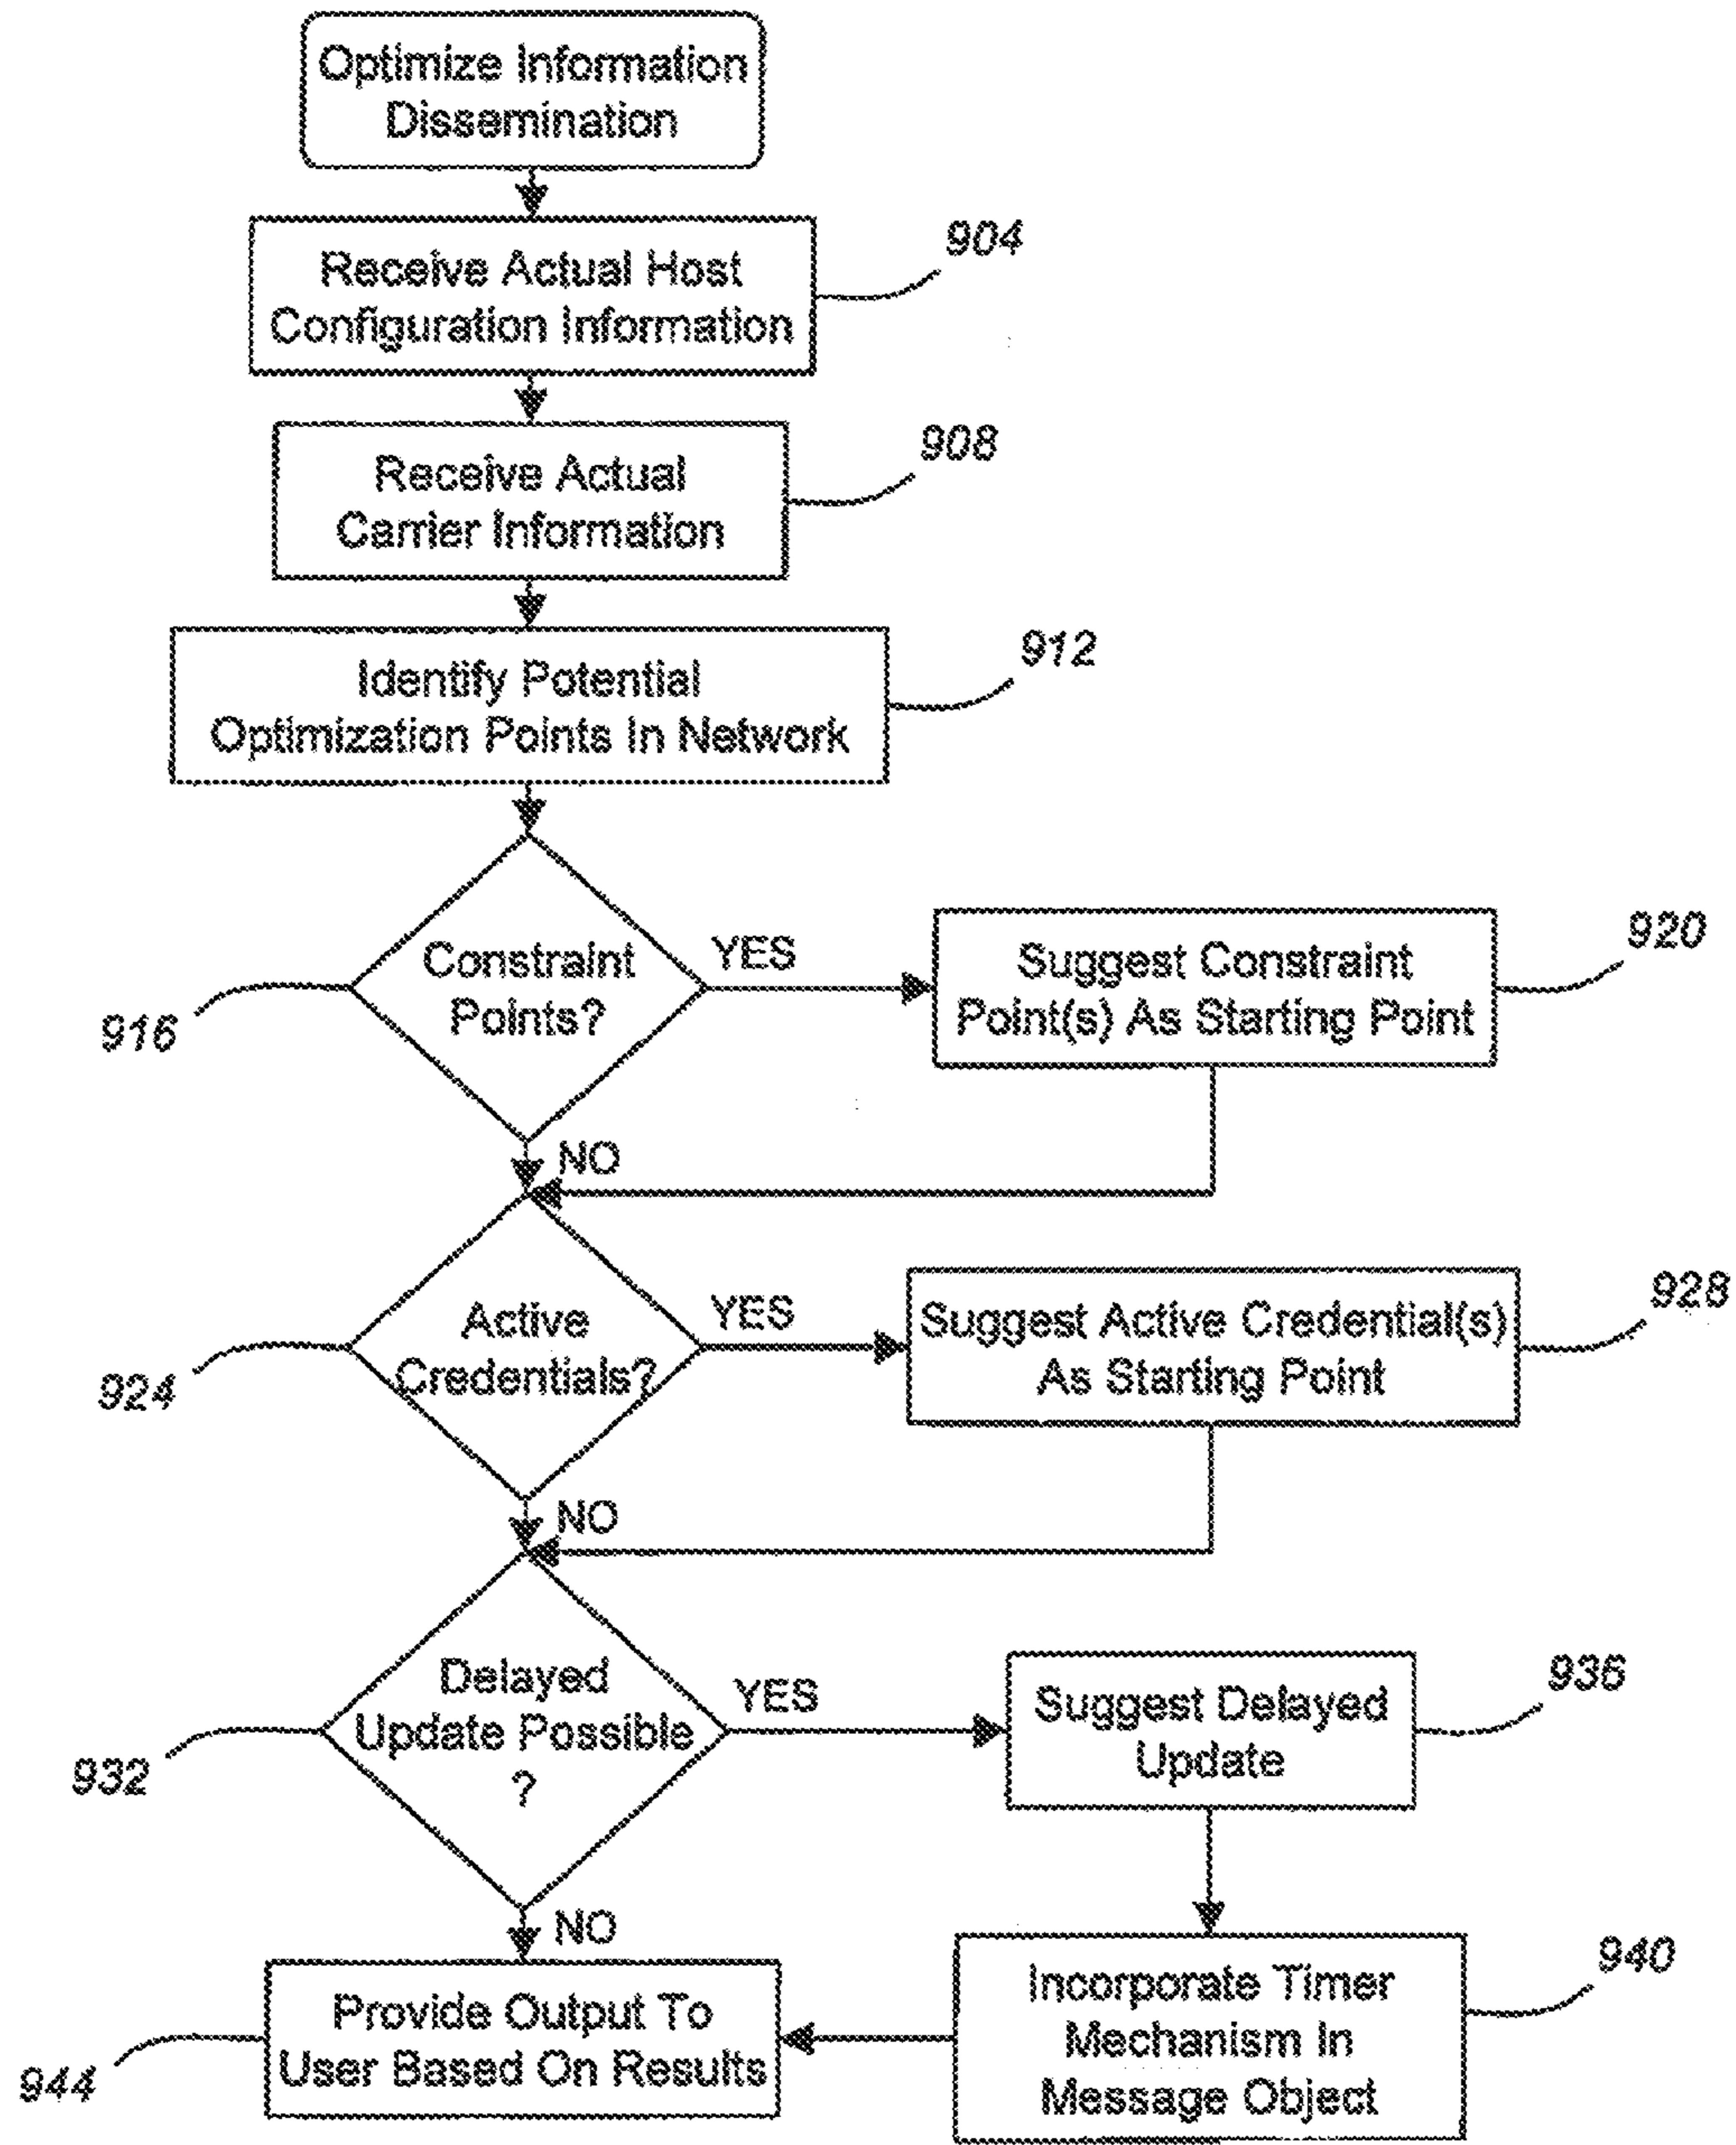 Optimize Information
Dissemination
Receive Actual Host
Configuration Information
904
Receive Actual
Carrier Information
908
Identify Potential
Optimization Points In Network
912
Constraint
Points?
916
YES
Suggest Constraint
Point(s) As Starting Point
920
NO
Active
Credentials?
924
YES
Suggest Active Credential(s)
As Starting Point
928
NO
Delayed
Update Possible
?
932
YES
Suggest Delayed
Update
936
NO
Incorporate Timer
Mechanism In
Message Object
940
Provide Output To
User Based On Results
944